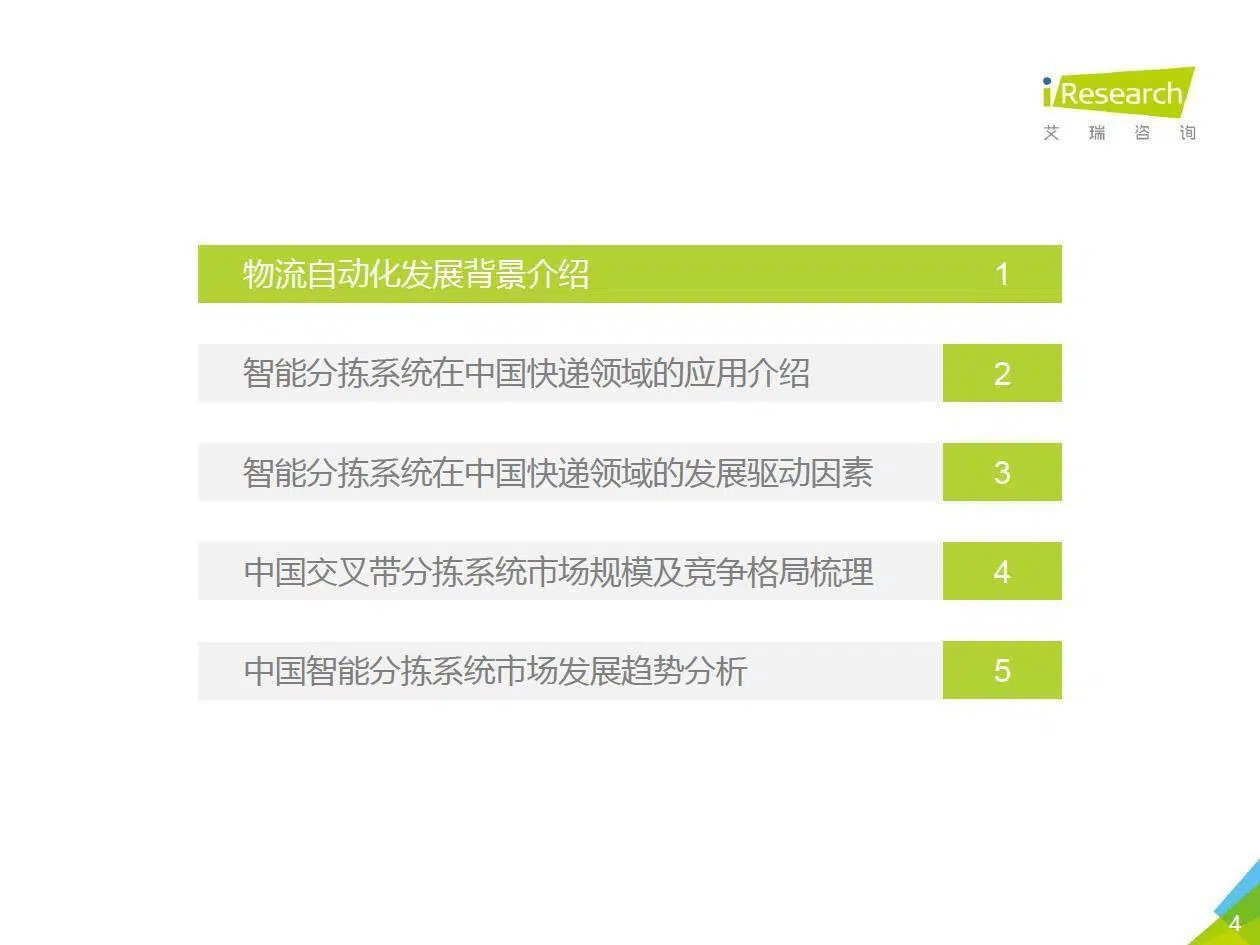 iResearch
艾瑞咨询
物流自动化发展背景介绍 1
智能分拣系统在中国快递领域的应用介绍 2
智能分拣系统在中国快递领域的发展驱动因素 3
中国交叉带分拣系统市场规模及竞争格局梳理 4
中国智能分拣系统市场发展趋势分析 5
4